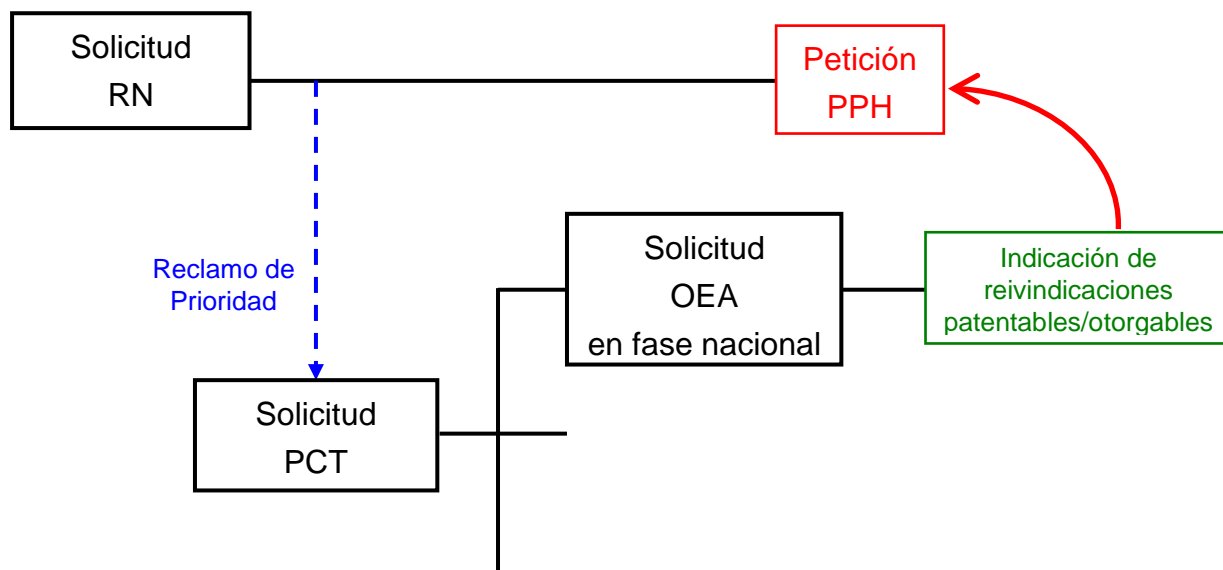 Solicitud
RN
Petición
PPH
Reclamo de
Prioridad
Solicitud
OEA
en fase nacional
Indicación de
reivindicaciones
patentables/otorgables
Solicitud
PCT